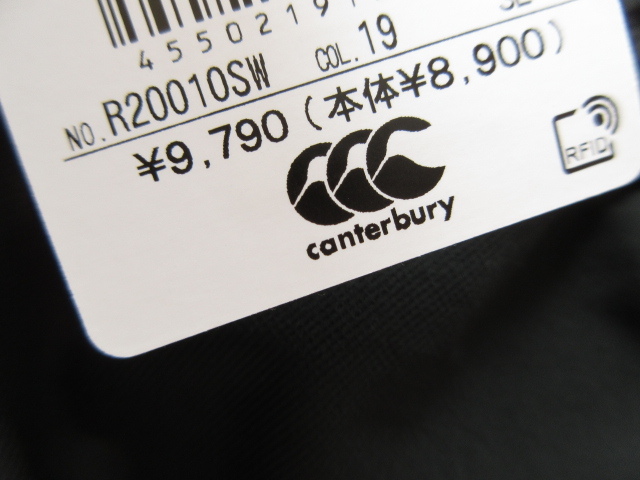 4550219
NO. R20010SW COL. 19
¥9,790 (本体¥8,900)
RFID
canterbury